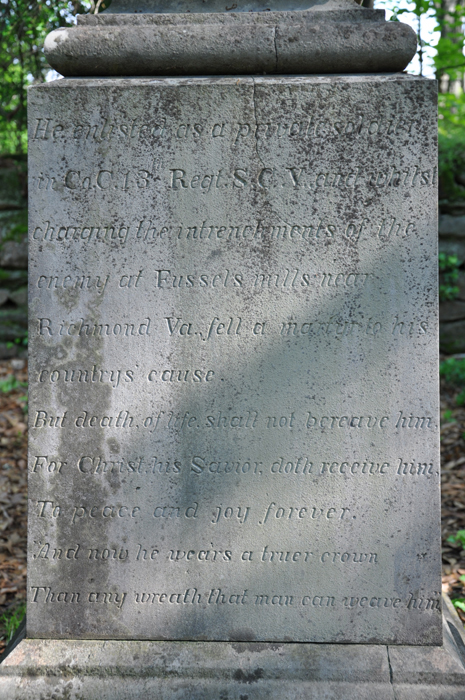 He enlisted as a private soldier
in Co. C. 13. Regt. S. C. V. and whilst
charging the intrenchments of the
enemy at Fussels mills near
Richmond Va., fell a martyr to his
countrys' cause.
But death, of life, shall not bereave him,
For Christ, his Savior, doth receive him,
To peace and joy forever.
And now he wears a truer crown
Than any wreath that man can weave him